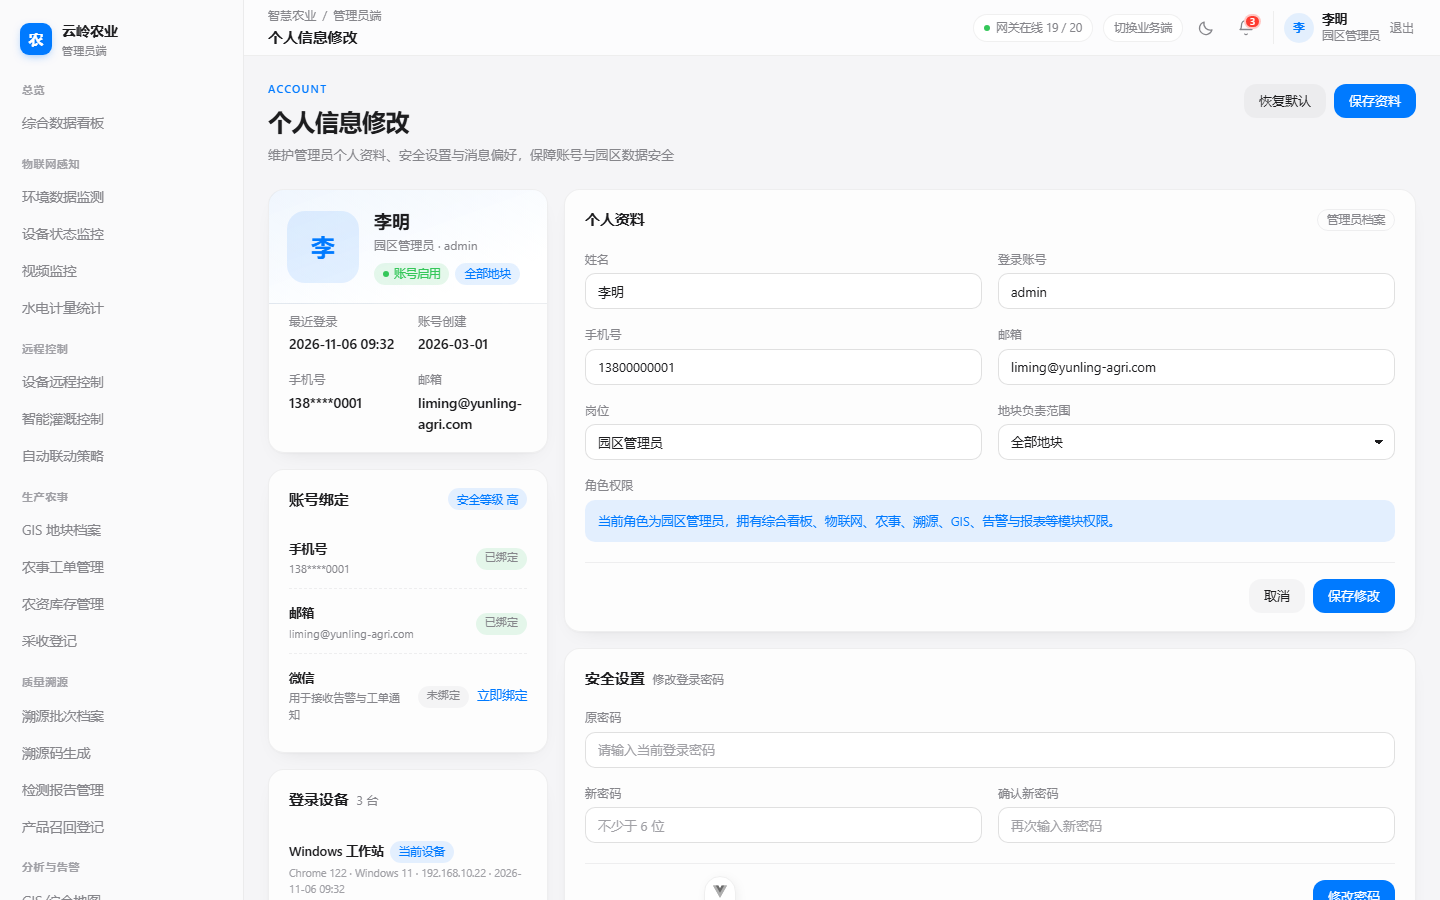 农
云岭农业
管理员端
总览
综合数据看板
物联网感知
环境数据监测
设备状态监控
视频监控
水电计量统计
远程控制
设备远程控制
智能灌溉控制
自动联动策略
生产农事
GIS 地块档案
农事工单管理
农资库存管理
采收登记
质量溯源
溯源批次档案
溯源码生成
检测报告管理
产品召回登记
分析与告警
GIS 综合地图
智慧农业 / 管理员端
个人信息修改
网关在线 19 / 20
切换业务端
3
李
李明
园区管理员
退出
ACCOUNT
个人信息修改
维护管理员个人资料、安全设置与消息偏好，保障账号与园区数据安全
恢复默认
保存资料
李
李明
园区管理员 · admin
账号启用
全部地块
最近登录
2026-11-06 09:32
账号创建
2026-03-01
手机号
138****0001
邮箱
liming@yunling-
agri.com
账号绑定
安全等级 高
手机号
138****0001
已绑定
邮箱
liming@yunling-agri.com
已绑定
微信
用于接收告警与工单通
知
未绑定
立即绑定
登录设备 3 台
Windows 工作站
当前设备
Chrome 122 · Windows 11 · 192.168.10.22 · 2026-
11-06 09:32
个人资料
管理员档案
姓名
李明
登录账号
admin
手机号
13800000001
邮箱
liming@yunling-agri.com
岗位
园区管理员
地块负责范围
全部地块
角色权限
当前角色为园区管理员，拥有综合看板、物联网、农事、溯源、GIS、告警与报表等模块权限。
取消
保存修改
安全设置 修改登录密码
原密码
请输入当前登录密码
新密码
不少于 6 位
确认新密码
再次输入新密码
修改密码